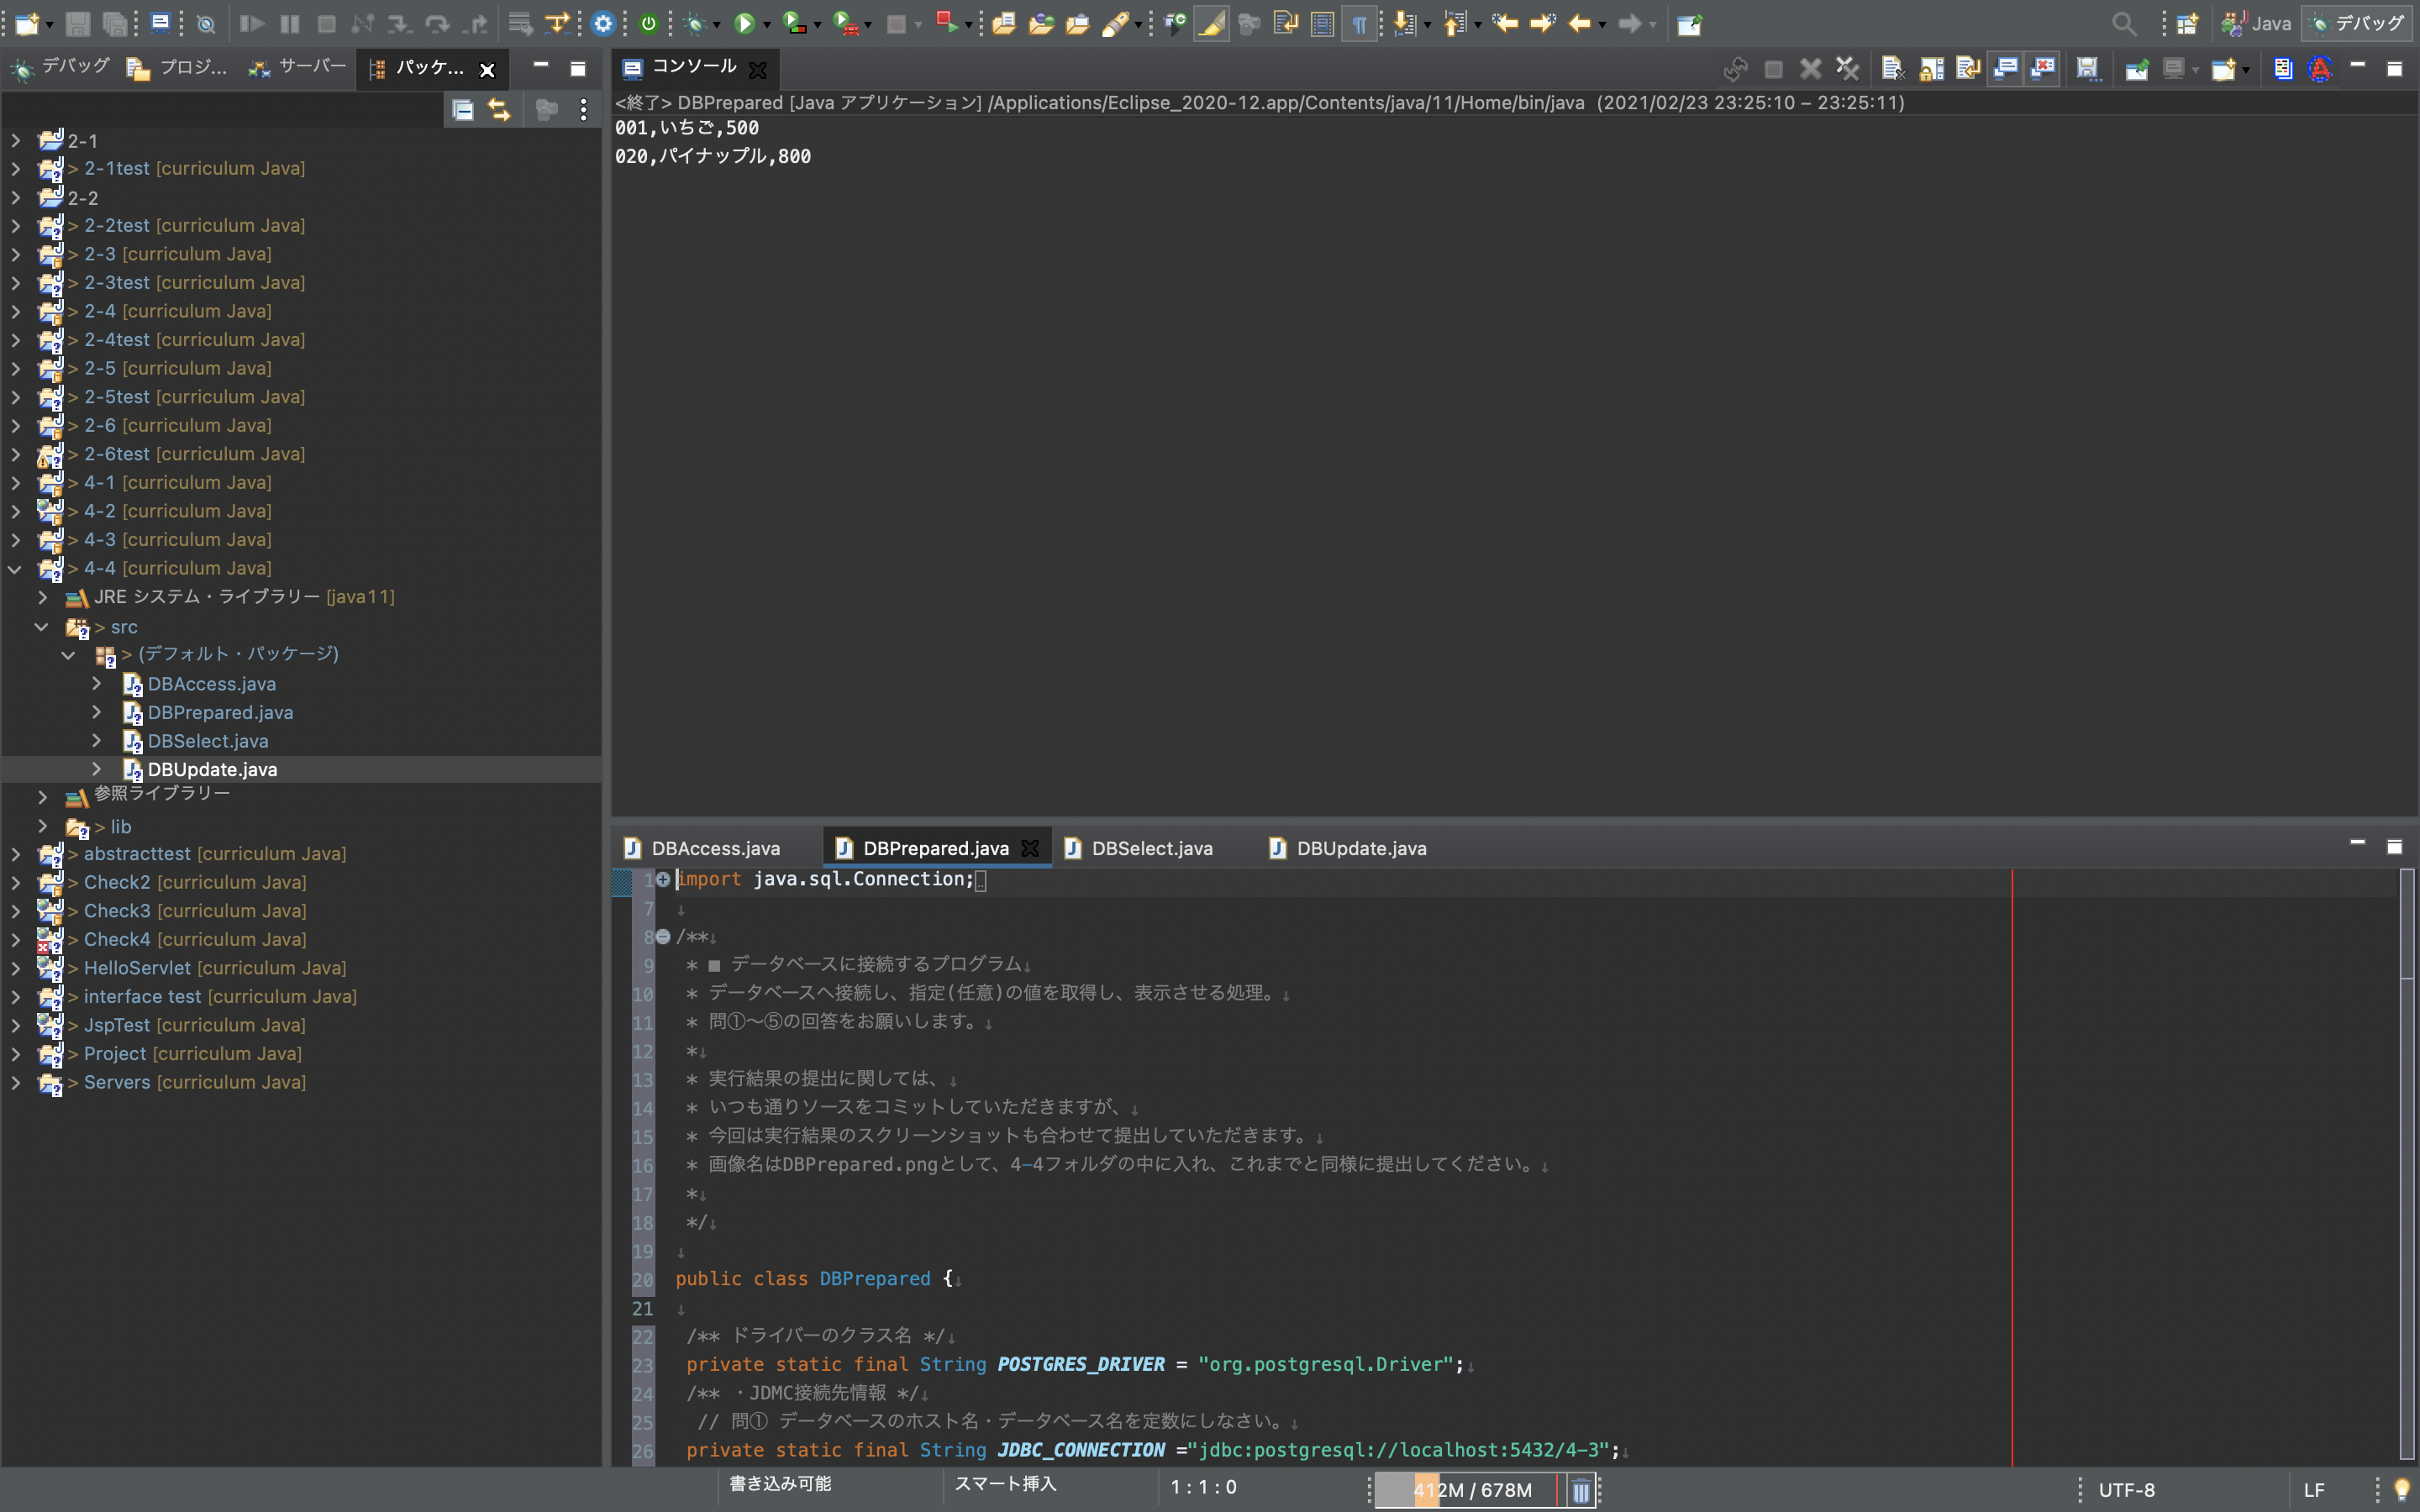 Java
デバッグ
デバッグ
プロジ...
サーバー
パッケ...
コンソール
<終了> DBPrepared [Java アプリケーション] /Applications/Eclipse_2020-12.app/Contents/java/11/Home/bin/java (2021/02/23 23:25:10 – 23:25:11)
001,いちご,500
020,パイナップル,800
2-1
> 2-1test [curriculum Java]
2-2
> 2-2test [curriculum Java]
> 2-3 [curriculum Java]
> 2-3test [curriculum Java]
> 2-4 [curriculum Java]
> 2-4test [curriculum Java]
> 2-5 [curriculum Java]
> 2-5test [curriculum Java]
> 2-6 [curriculum Java]
> 2-6test [curriculum Java]
> 4-1 [curriculum Java]
> 4-2 [curriculum Java]
> 4-3 [curriculum Java]
> 4-4 [curriculum Java]
JRE システム・ライブラリー [java11]
> src
> (デフォルト・パッケージ)
DBAccess.java
DBPrepared.java
DBSelect.java
DBUpdate.java
参照ライブラリー
> lib
> abstracttest [curriculum Java]
> Check2 [curriculum Java]
> Check3 [curriculum Java]
> Check4 [curriculum Java]
> HelloServlet [curriculum Java]
> interface test [curriculum Java]
> JspTest [curriculum Java]
> Project [curriculum Java]
> Servers [curriculum Java]
DBAccess.java
DBPrepared.java
DBSelect.java
DBUpdate.java
1 import java.sql.Connection;
7 ↓
8 /**↓
9 * ■ データベースに接続するプログラム↓
10 * データベースへ接続し、指定(任意)の値を取得し、表示させる処理。↓
11 * 問①〜⑤の回答をお願いします。↓
12 *↓
13 * 実行結果の提出に関しては、↓
14 * いつも通りソースをコミットしていただきますが、↓
15 * 今回は実行結果のスクリーンショットも合わせて提出していただきます。↓
16 * 画像名はDBPrepared.pngとして、4−4フォルダの中に入れ、これまでと同様に提出してください。↓
17 *↓
18 */↓
19 ↓
20 public class DBPrepared {↓
21 ↓
22 /** ドライバーのクラス名 */↓
23 private static final String POSTGRES_DRIVER = "org.postgresql.Driver";↓
24 /** ・JDMC接続先情報 */↓
25 // 問① データベースのホスト名・データベース名を定数にしなさい。↓
26 private static final String JDBC_CONNECTION ="jdbc:postgresql://localhost:5432/4-3";↓
書き込み可能
スマート挿入
1 : 1 : 0
412M / 678M
UTF-8
LF